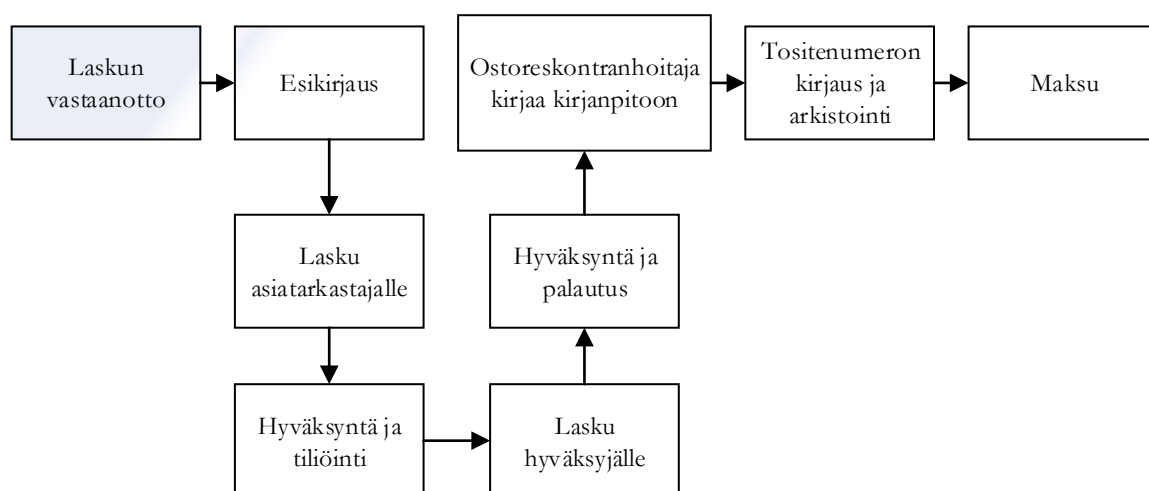 Laskun
vastaanotto
Esikirjaus
Lasku
asiatarkastajalle
Hyväksyntä ja
tiliöinti
Lasku
hyväksyjälle
Hyväksyntä ja
palautus
Ostoreskontranhoitaja
kirjaa kirjanpitoon
Tositenumeron
kirjaus ja
arkistointi
Maksu